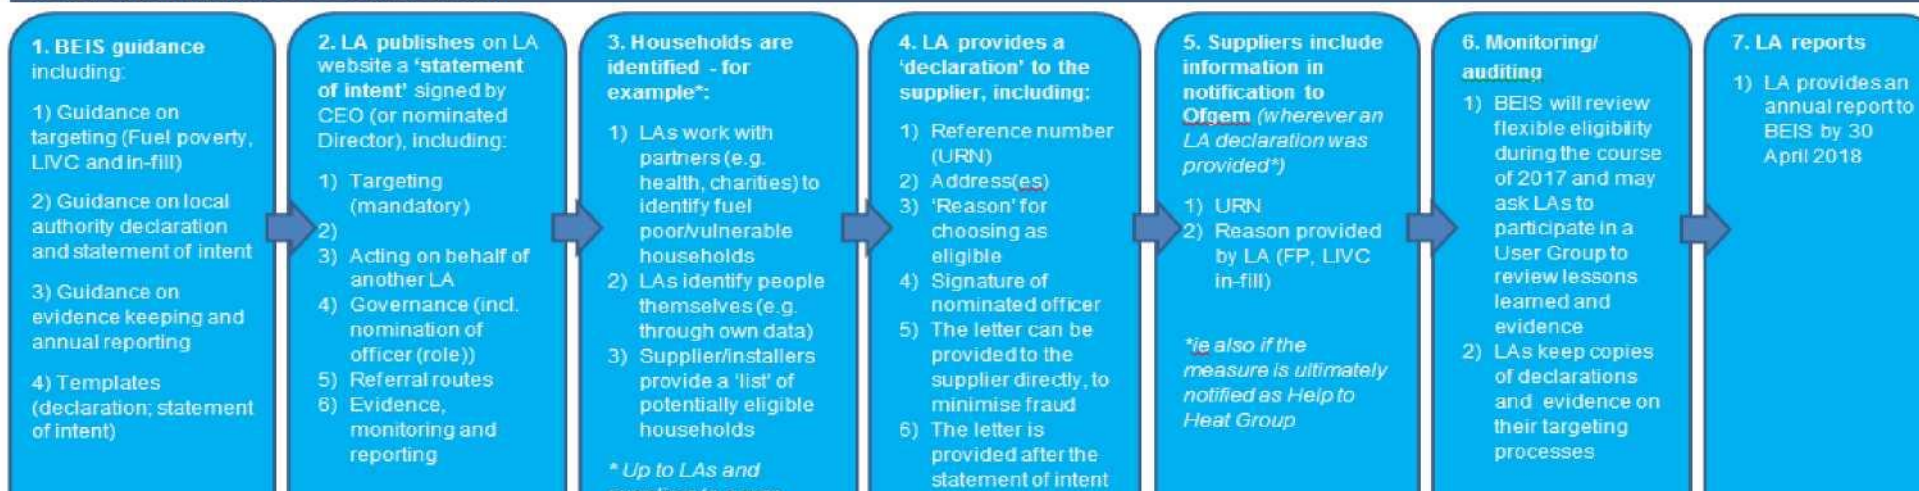 1. BEIS guidance
including:
1) Guidance on
targeting (Fuel poverty,
LIVC and in-fill)
2) Guidance on local
authority declaration
and statement of intent
3) Guidance on
evidence keeping and
annual reporting
4) Templates
(declaration; statement
of intent)
2. LA publishes on LA
website a ‘statement
of intent’ signed by
CEO (or nominated
Director), including:
1) Targeting
(mandatory)
2)
3) Acting on behalf of
another LA
4) Governance (incl.
nomination of
officer (role))
5) Referral routes
6) Evidence,
monitoring and
reporting
3. Households are
identified - for
example*:
1) LAs work with
partners (e.g.
health, charities) to
identify fuel
poor/vulnerable
households
2) LAs identify people
themselves (e.g.
through own data)
3) Supplier/installers
provide a ‘list’ of
potentially eligible
households
* Up to LAs and
4. LA provides a
‘declaration’ to the
supplier, including:
1) Reference number
(URN)
2) Address(es)
3) ‘Reason’ for
choosing as
eligible
4) Signature of
nominated officer
5) The letter can be
provided to the
supplier directly, to
minimise fraud
6) The letter is
provided after the
statement of intent
5. Suppliers include
information in
notification to
Ofgem (wherever an
LA declaration was
provided*)
1) URN
2) Reason provided
by LA (FP, LIVC
in-fill)
*ie also if the
measure is ultimately
notified as Help to
Heat Group
6. Monitoring/
auditing
1) BEIS will review
flexible eligibility
during the course
of 2017 and may
ask LAs to
participate in a
User Group to
review lessons
learned and
evidence
2) LAs keep copies
of declarations
and evidence on
their targeting
processes
7. LA reports
1) LA provides an
annual report to
BEIS by 30
April 2018